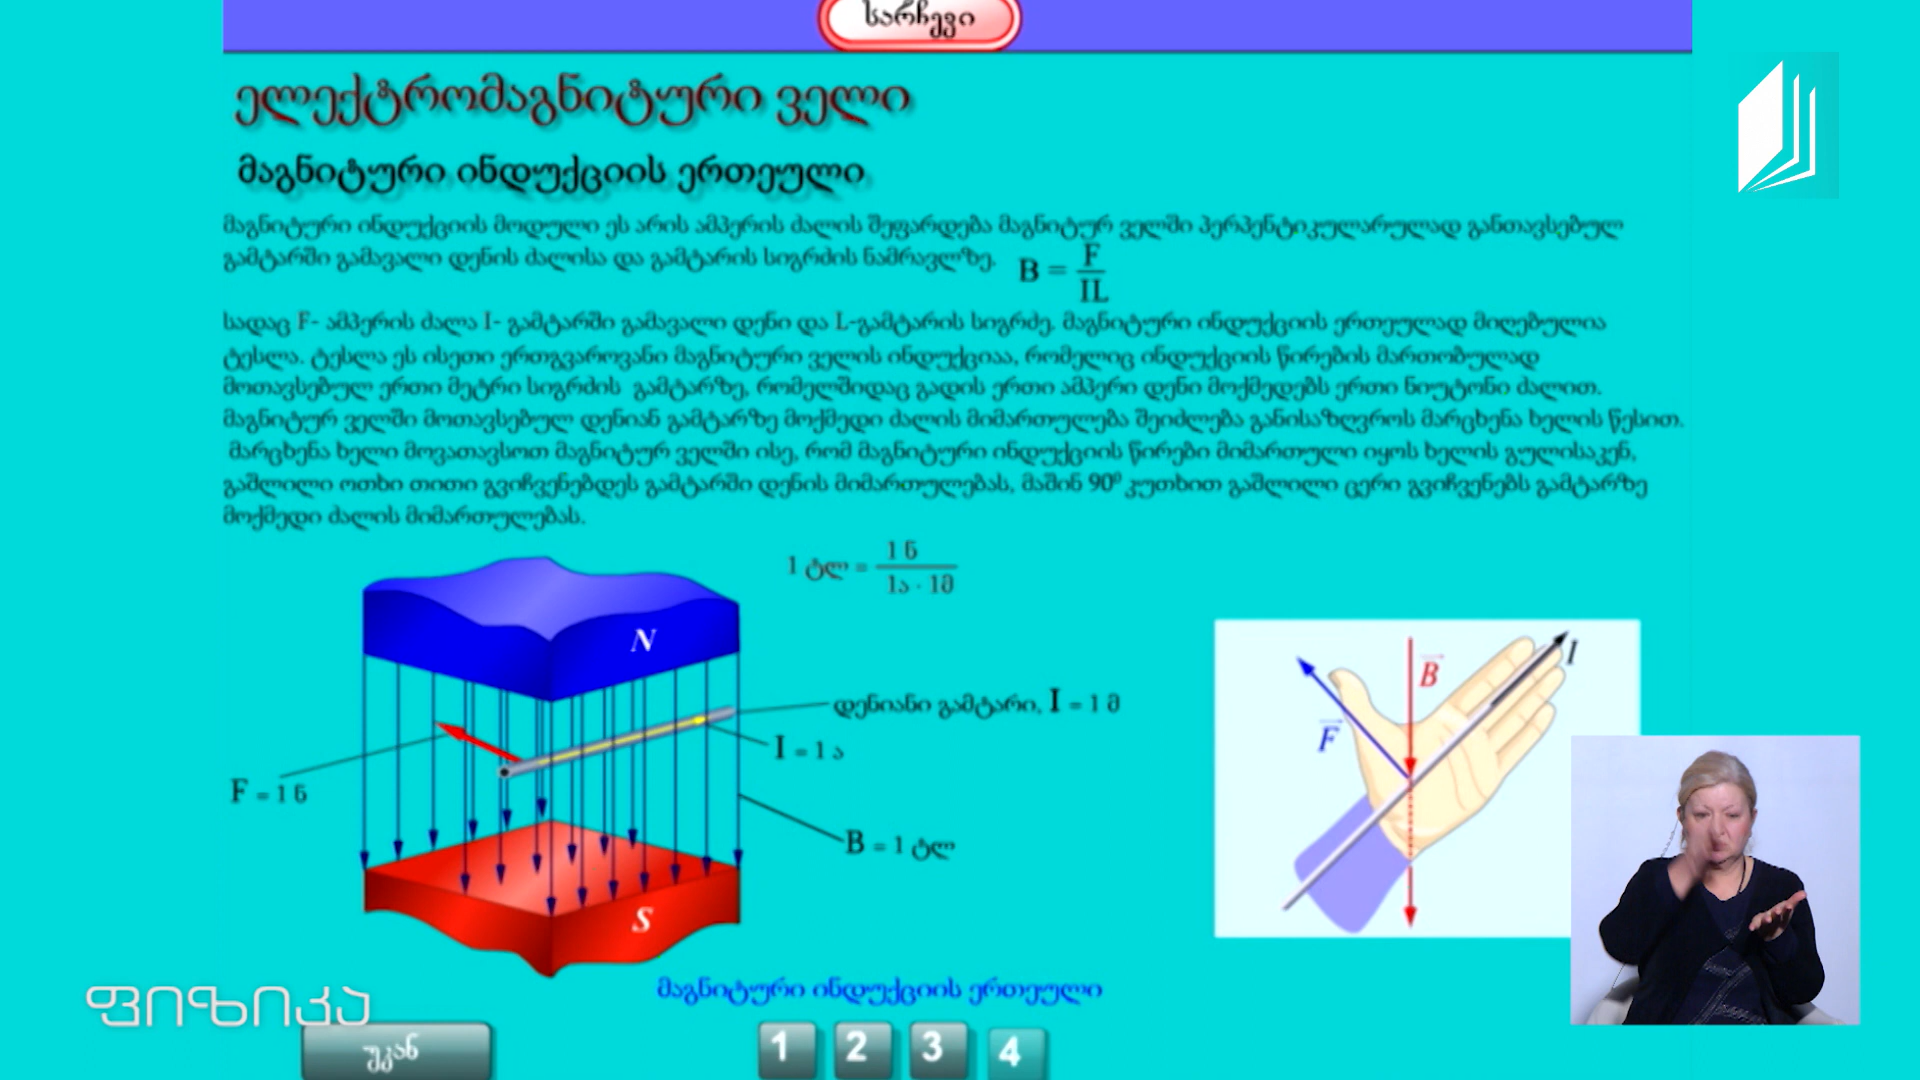 სარჩევი
ელექტრომაგნიტური ველი
მაგნიტური ინდუქციის ერთეული
მაგნიტური ინდუქციის მოდული ეს არის ამპერის ძალის შეფარდება მაგნიტურ ველში პერპენტიკულარულად განთავსებულ
გამტარში გამავალი დენის ძალისა და გამტარის სიგრძის ნამრავლზე. B = F/IL
სადაც F- ამპერის ძალა I- გამტარში გამავალი დენი და L-გამტარის სიგრძე. მაგნიტური ინდუქციის ერთეულად მიღებულია
ტესლა. ტესლა ეს ისეთი ერთგვაროვანი მაგნიტური ველის ინდუქციაა, რომელიც ინდუქციის წირების მართობულად
მოთავსებულ ერთი მეტრი სიგრძის გამტარზე, რომელშიდაც გადის ერთი ამპერი დენი მოქმედებს ერთი ნიუტონი ძალით.
მაგნიტურ ველში მოთავსებულ დენიან გამტარზე მოქმედი ძალის მიმართულება შეიძლება განისაზღვროს მარცხენა ხელის წესით.
მარცხენა ხელი მოვათავსოთ მაგნიტურ ველში ისე, რომ მაგნიტური ინდუქციის წირები მიმართული იყოს ხელის გულისაკენ,
გაშლილი ოთხი თითი გვიჩვენებდეს გამტარში დენის მიმართულებას, მაშინ 90⁰ კუთხით გაშლილი ცერი გვიჩვენებს გამტარზე
მოქმედი ძალის მიმართულებას.
1 ტლ = 1 ნ / 1ა · 1მ
N
I
B
დენიანი გამტარი, I = 1 მ
F
I = 1 ა
F = 1 ნ
B = 1 ტლ
S
მაგნიტური ინდუქციის ერთეული
ფიზიკა
უკან
1 2 3 4